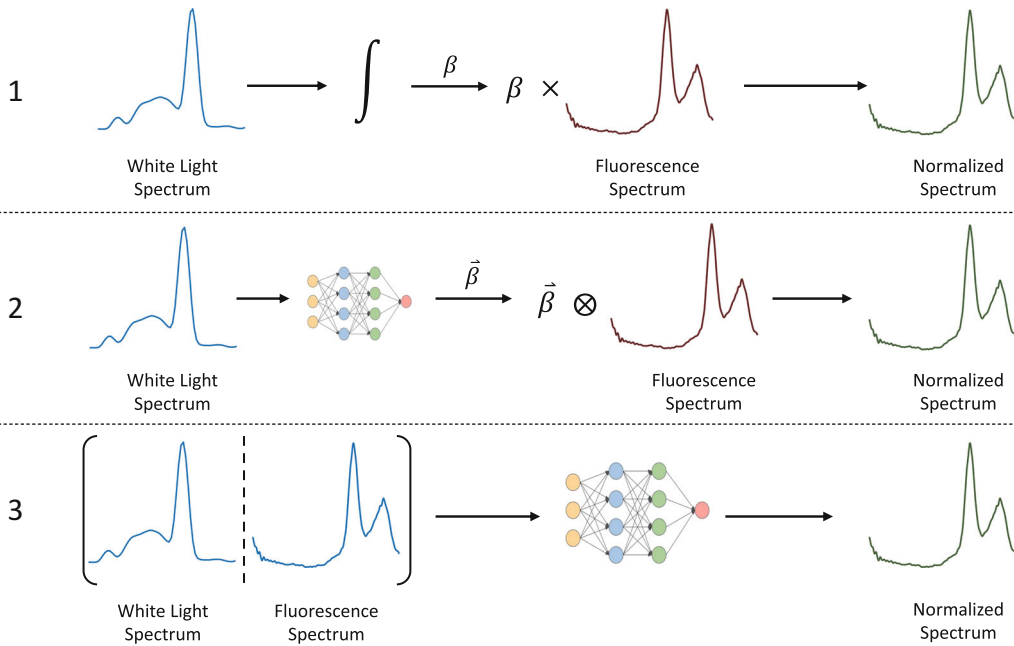 1
∫
β
β ×
White Light
Spectrum
Fluorescence
Spectrum
Normalized
Spectrum
2
β⃗
β⃗ ⊗
White Light
Spectrum
Fluorescence
Spectrum
Normalized
Spectrum
3
White Light
Spectrum
Fluorescence
Spectrum
Normalized
Spectrum